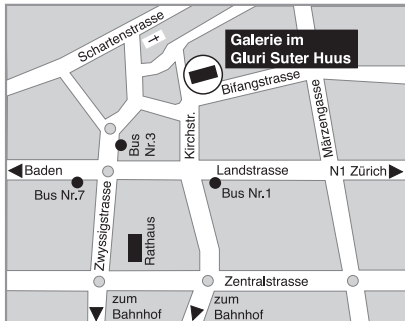 Schartenstrasse
Galerie im
Gluri Suter Huus
Bifangstrasse
Märzengasse
Kirchstr.
Bus
Nr.3
Baden
Landstrasse
N1 Zürich
Bus Nr.7
Bus Nr.1
Zwyssigstrasse
Rathaus
Zentralstrasse
zum
Bahnhof
zum
Bahnhof